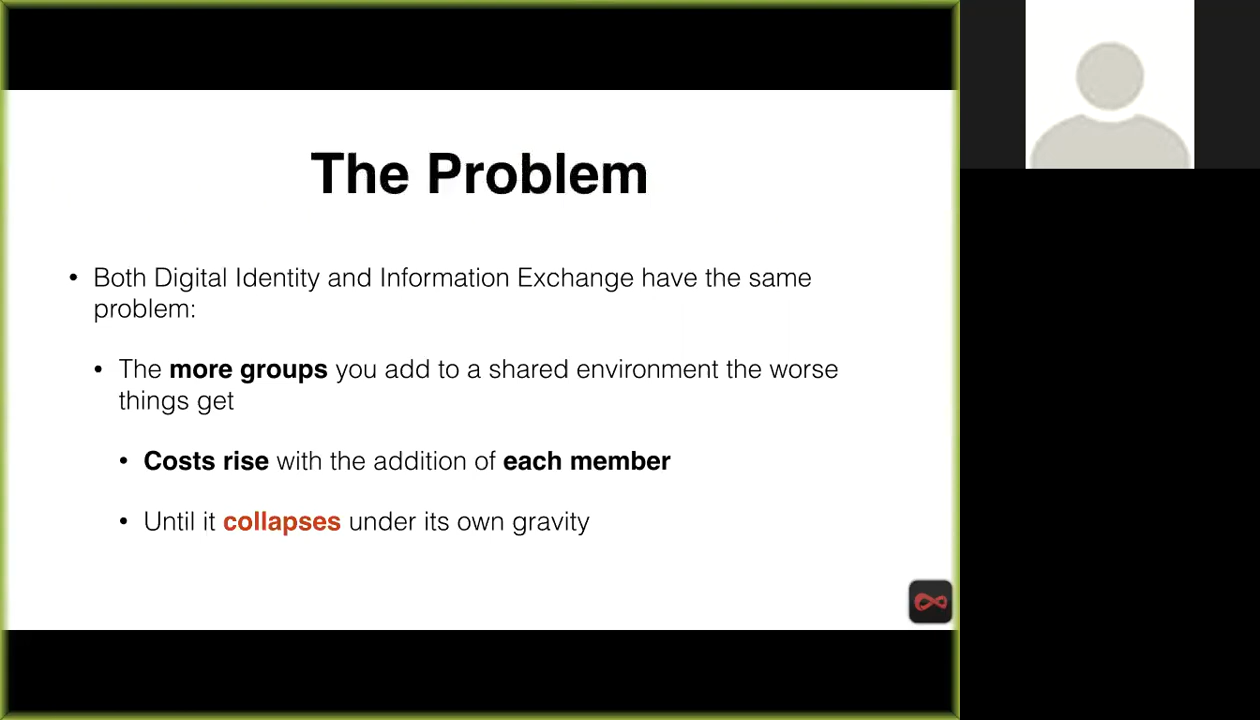 The Problem
• Both Digital Identity and Information Exchange have the same
problem:
• The more groups you add to a shared environment the worse
things get
• Costs rise with the addition of each member
• Until it collapses under its own gravity